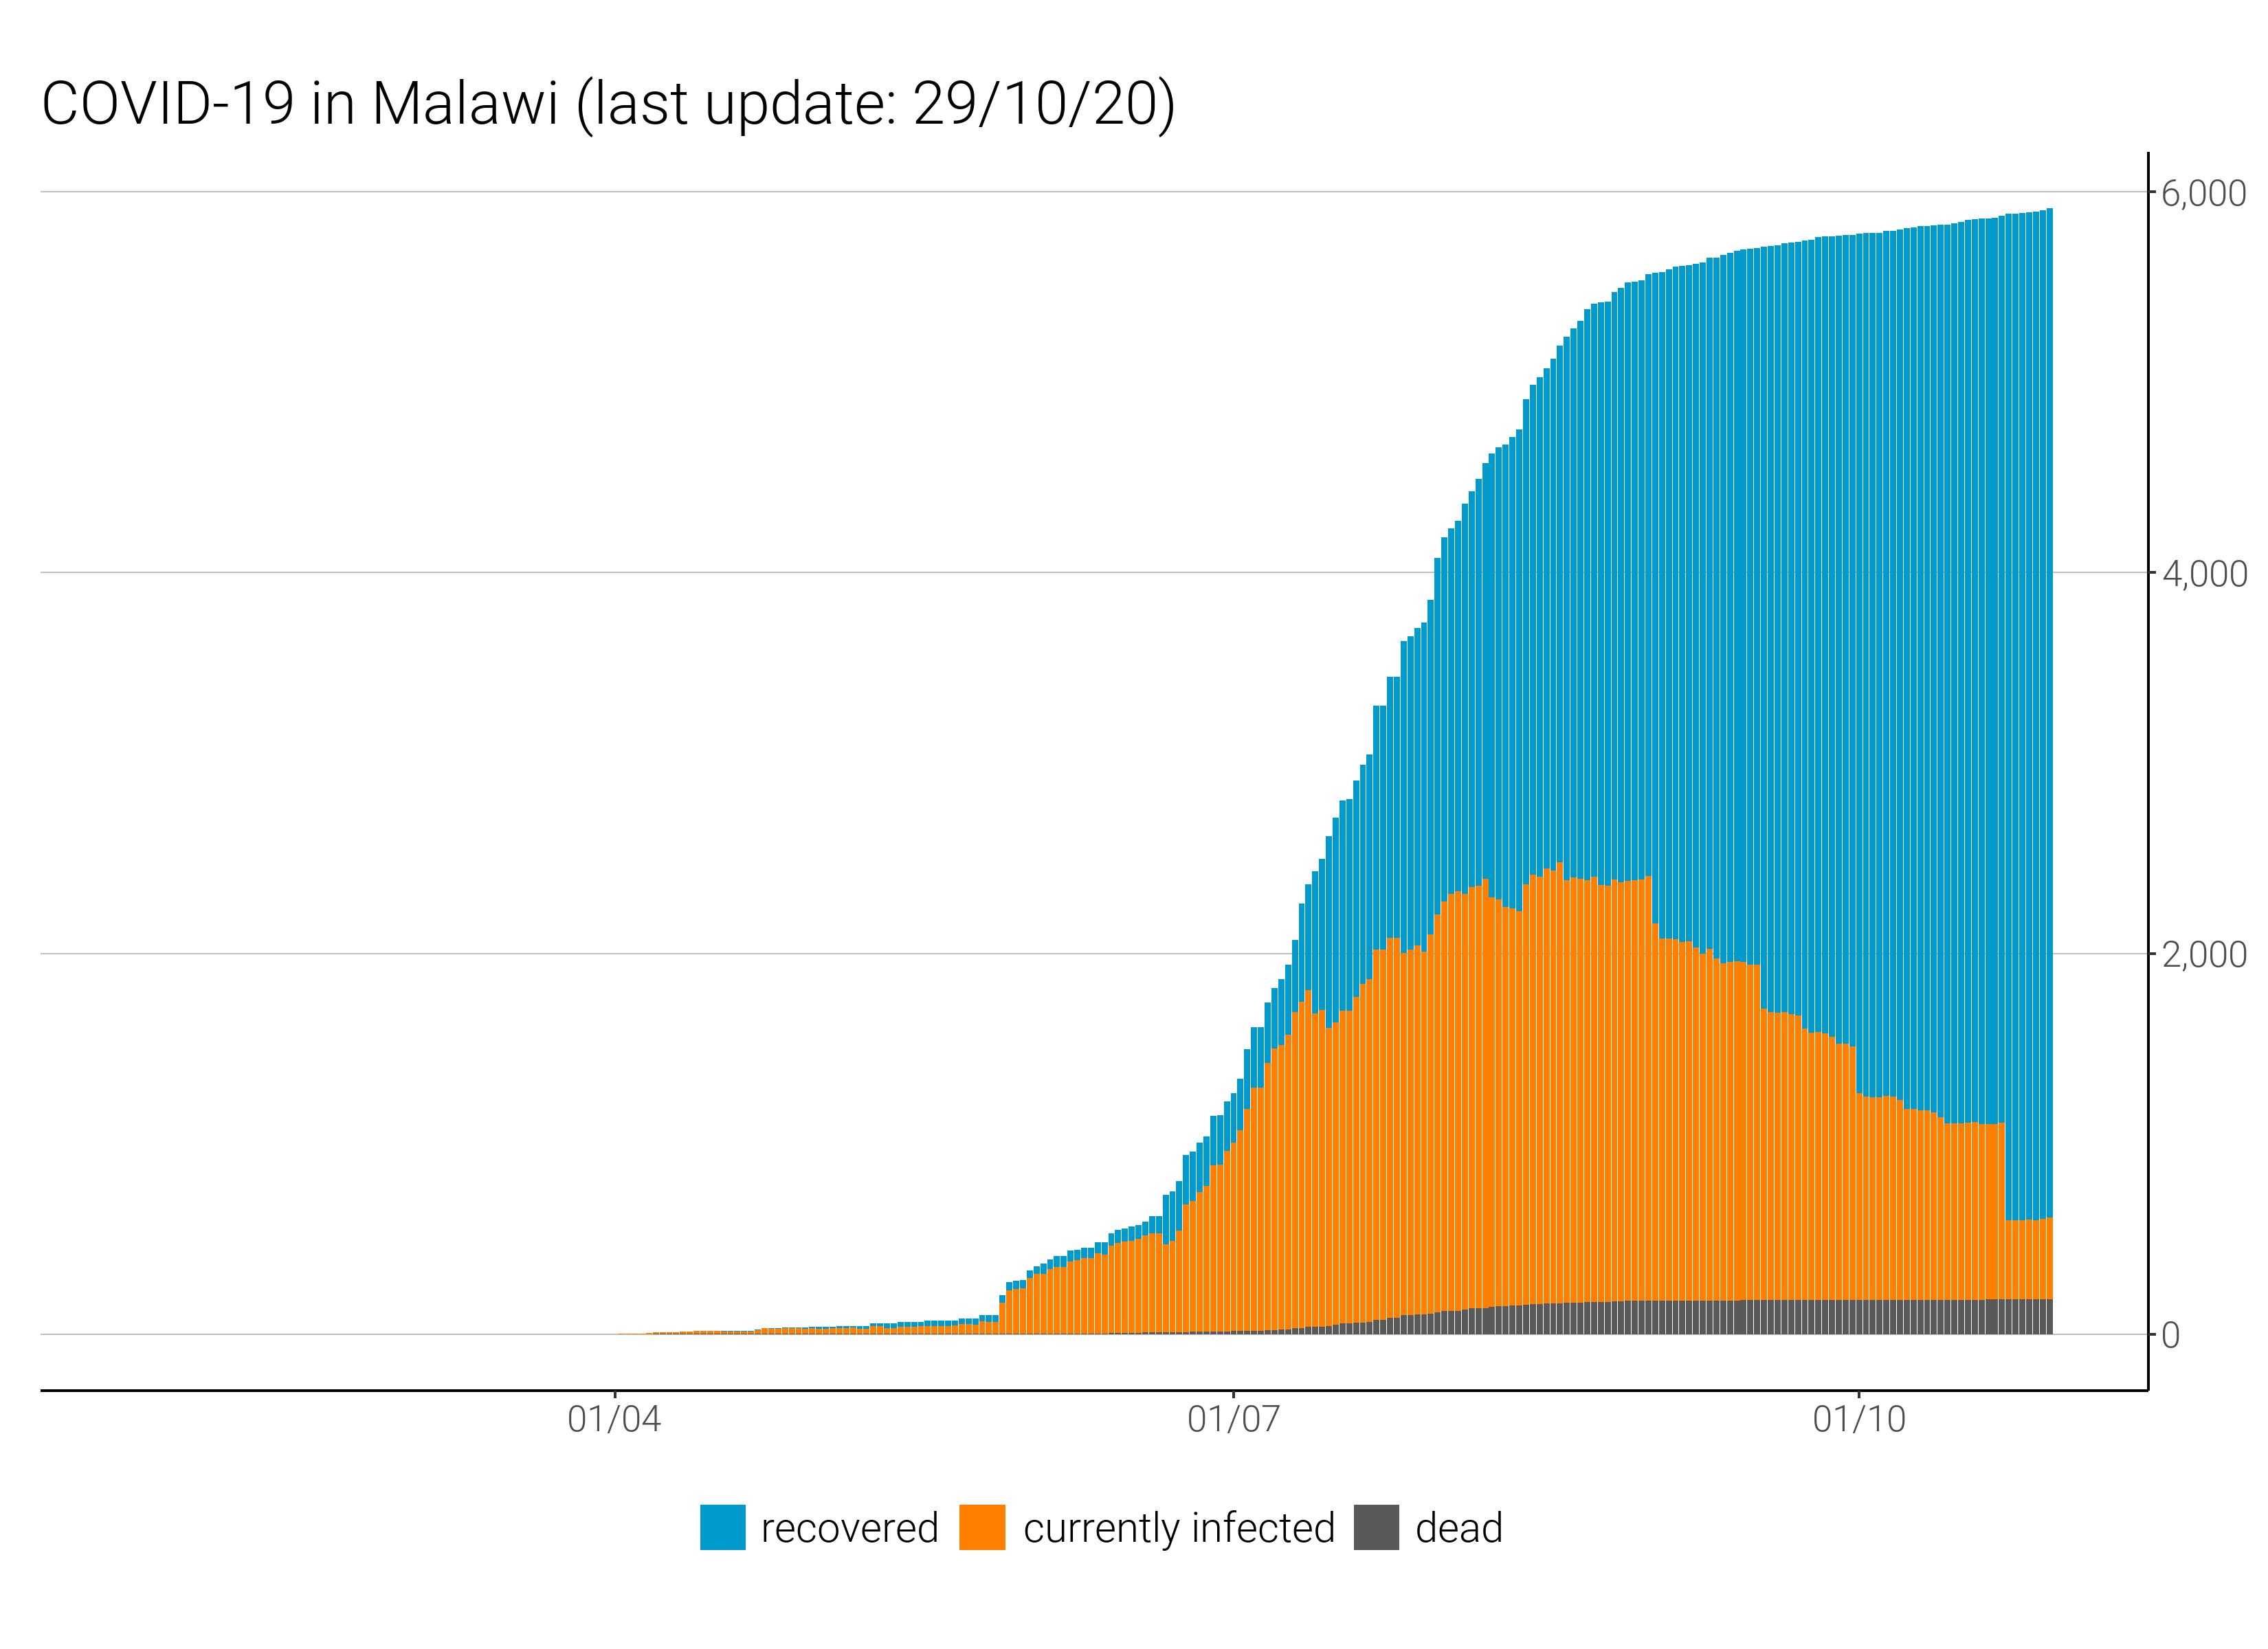 COVID-19 in Malawi (last update: 29/10/20)
6,000
4,000
2,000
0
01/04 01/07 01/10
recovered currently infected dead